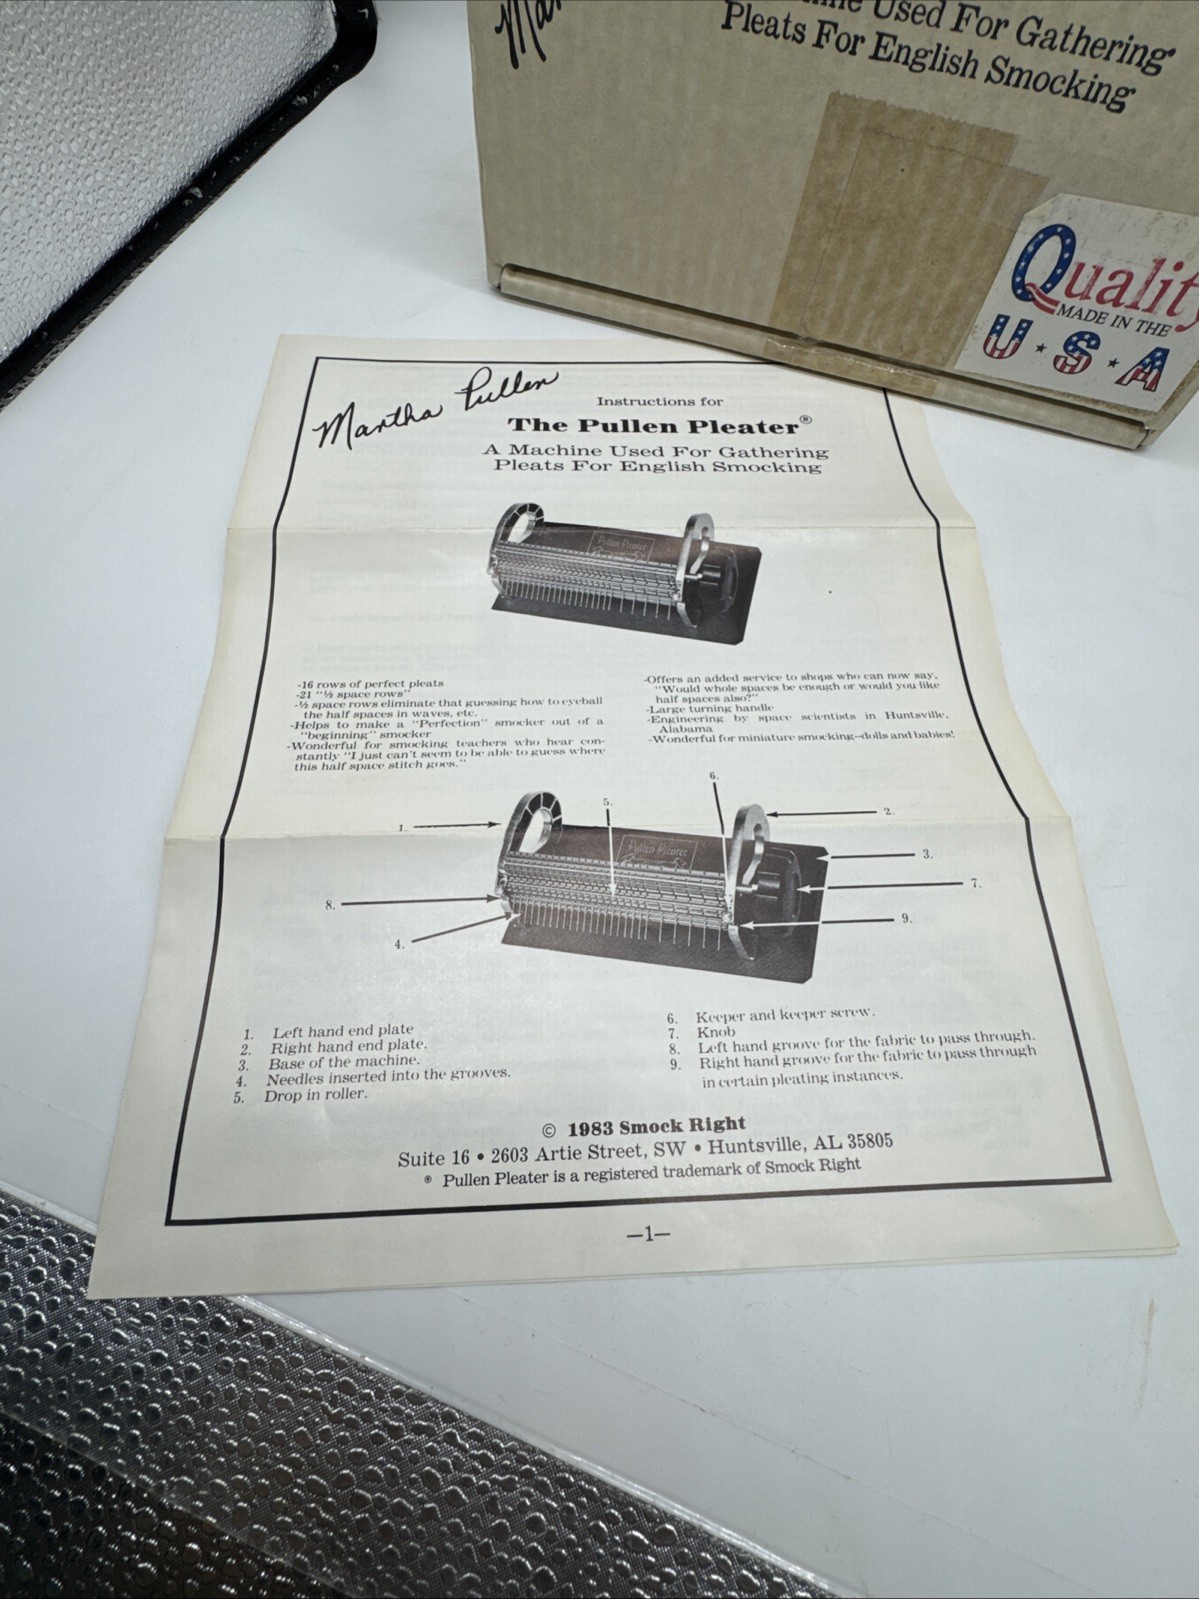 Used For Gathering
Pleats For English Smocking
Quality
MADE IN THE
U★S★A
Martha Pullen
Instructions for
The Pullen Pleater®
A Machine Used For Gathering
Pleats For English Smocking
Pullen Pleater
-16 rows of perfect pleats
-21 "½ space rows"
-½ space rows eliminate that guessing how to eyeball
the half spaces in waves, etc.
-Helps to make a "Perfection" smocker out of a
"beginning" smocker
-Wonderful for smocking teachers who hear con-
stantly "I just can't seem to be able to guess where
this half space stitch goes."
-Offers an added service to shops who can now say,
"Would whole spaces be enough or would you like
half spaces also?"
-Large turning handle
-Engineering by space scientists in Huntsville,
Alabama
-Wonderful for miniature smocking--dolls and babies!
6.
5.
1.
2.
Pullen Pleater
3.
7.
8.
9.
4.
1. Left hand end plate
2. Right hand end plate.
3. Base of the machine.
4. Needles inserted into the grooves.
5. Drop in roller.
6. Keeper and keeper screw.
7. Knob
8. Left hand groove for the fabric to pass through.
9. Right hand groove for the fabric to pass through
in certain pleating instances.
© 1983 Smock Right
Suite 16 • 2603 Artie Street, SW • Huntsville, AL 35805
® Pullen Pleater is a registered trademark of Smock Right
—1—